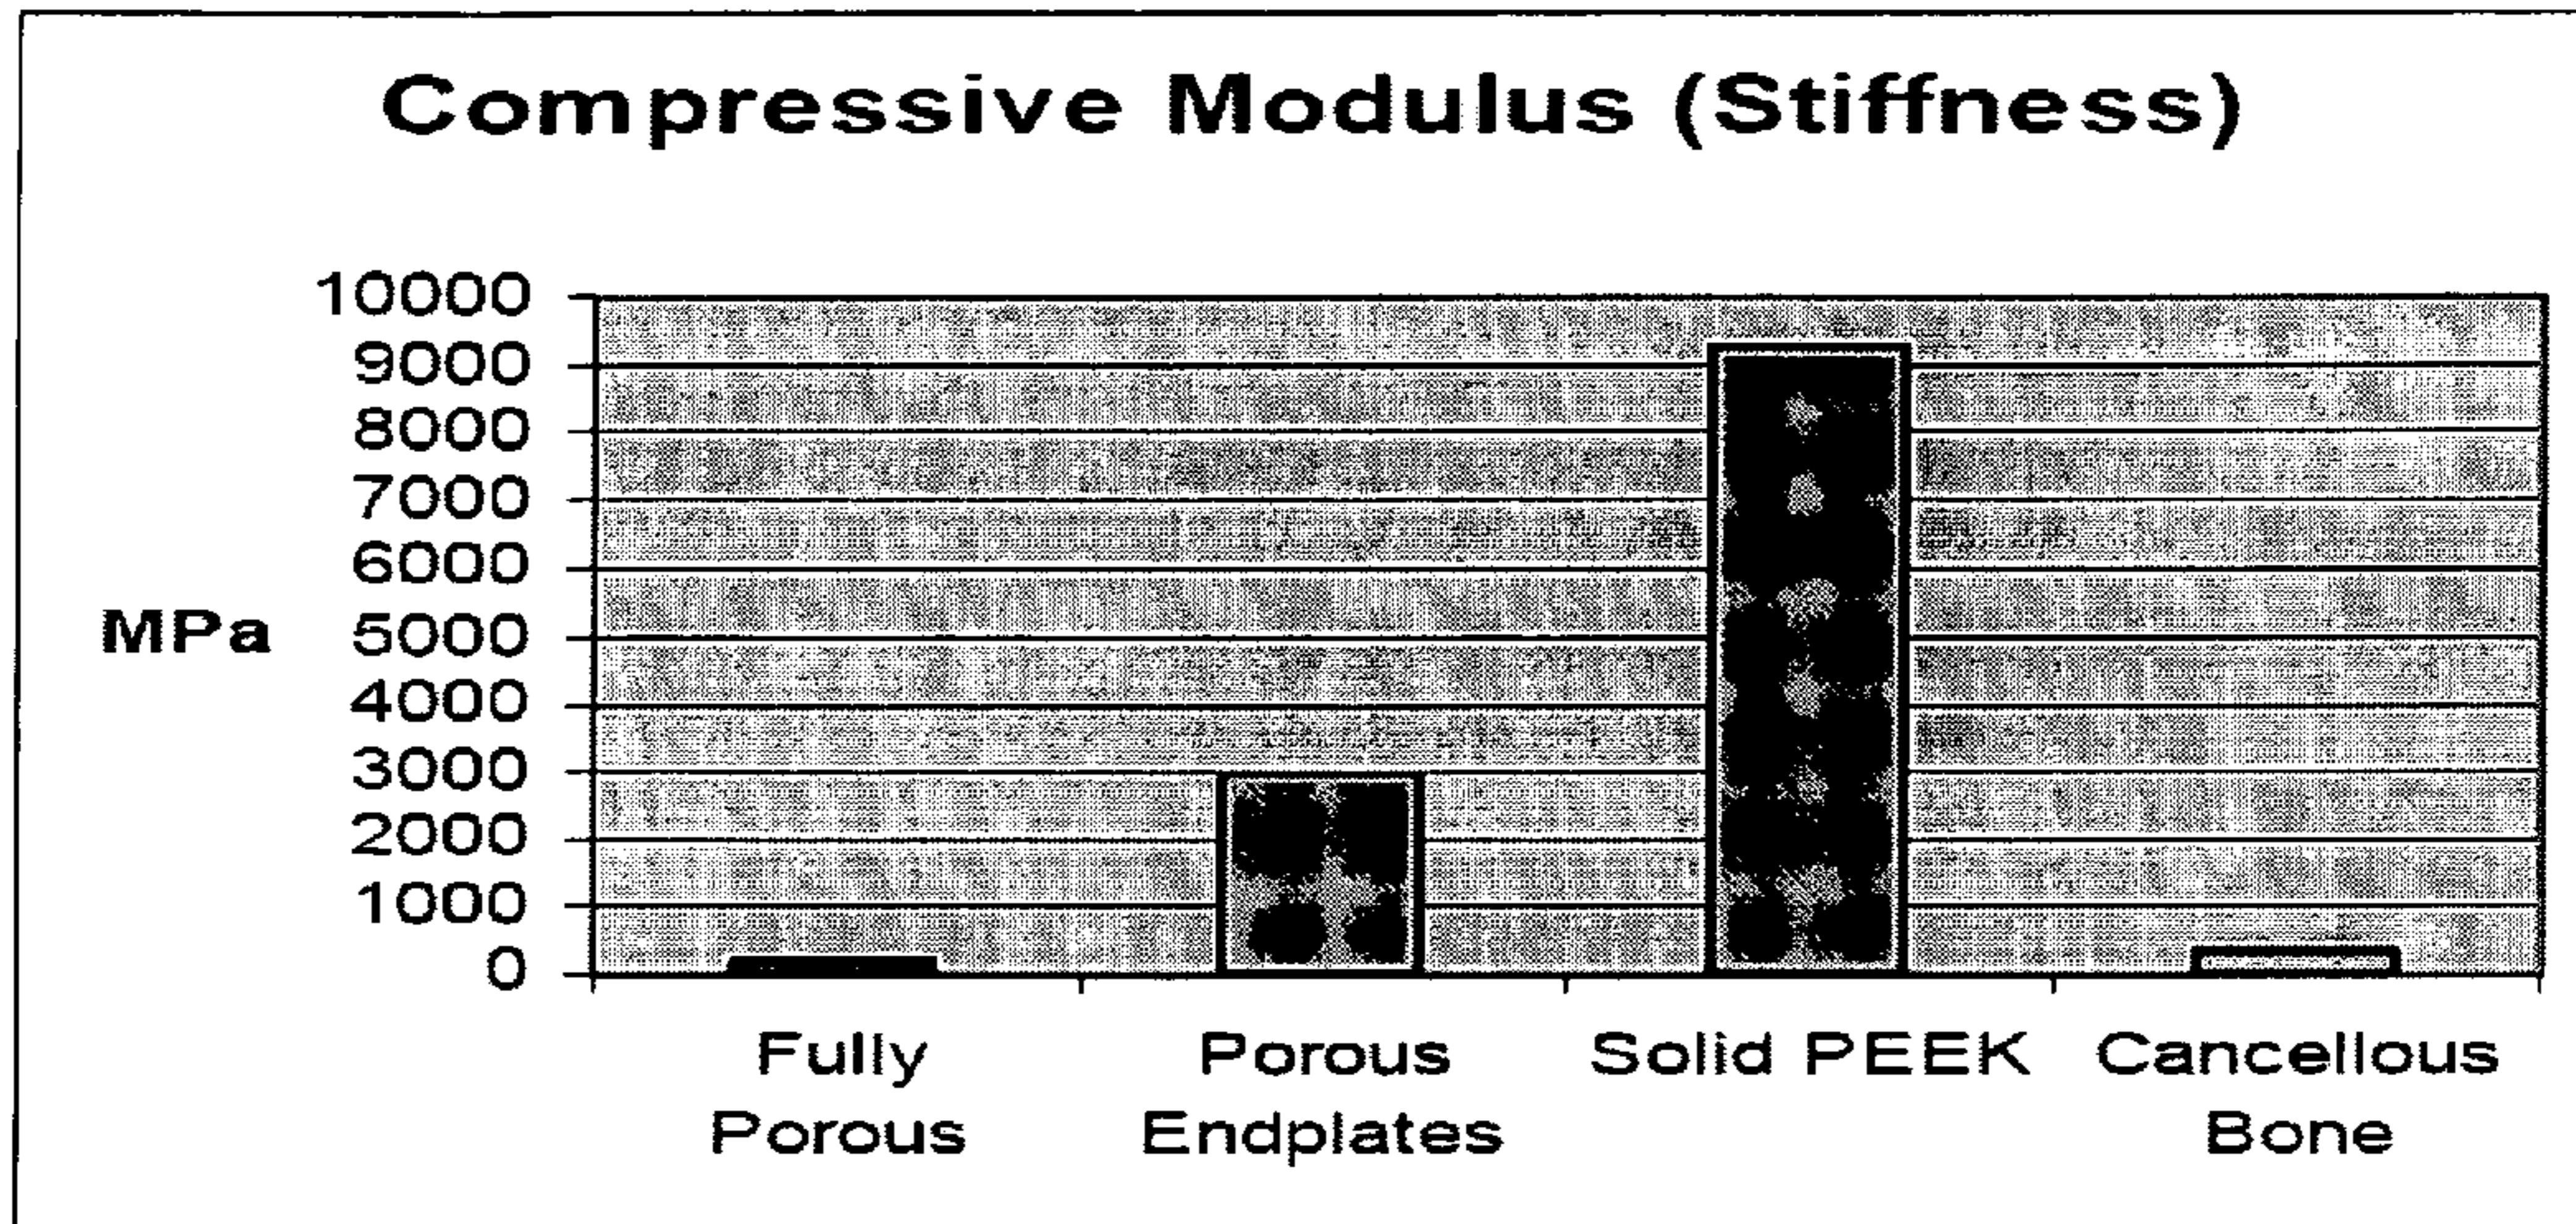 Compressive Modulus (Stiffness)
10000
9000
8000
7000
6000
MPa 5000
4000
3000
2000
1000
0
Fully Porous Solid PEEK Cancellous
Porous Endplates Bone